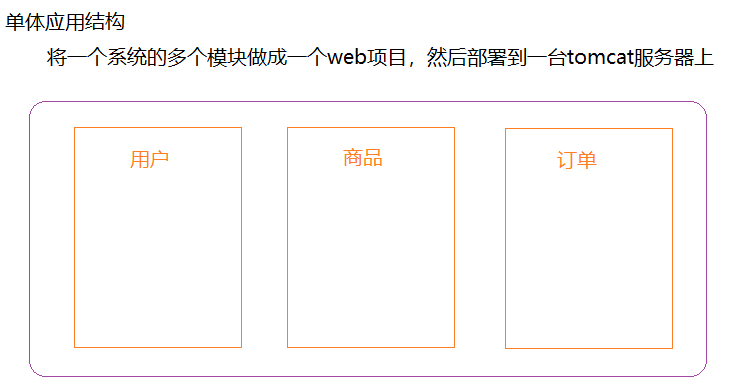 单体应用结构
将一个系统的多个模块做成一个web项目，然后部署到一台tomcat服务器上
用户
商品
订单